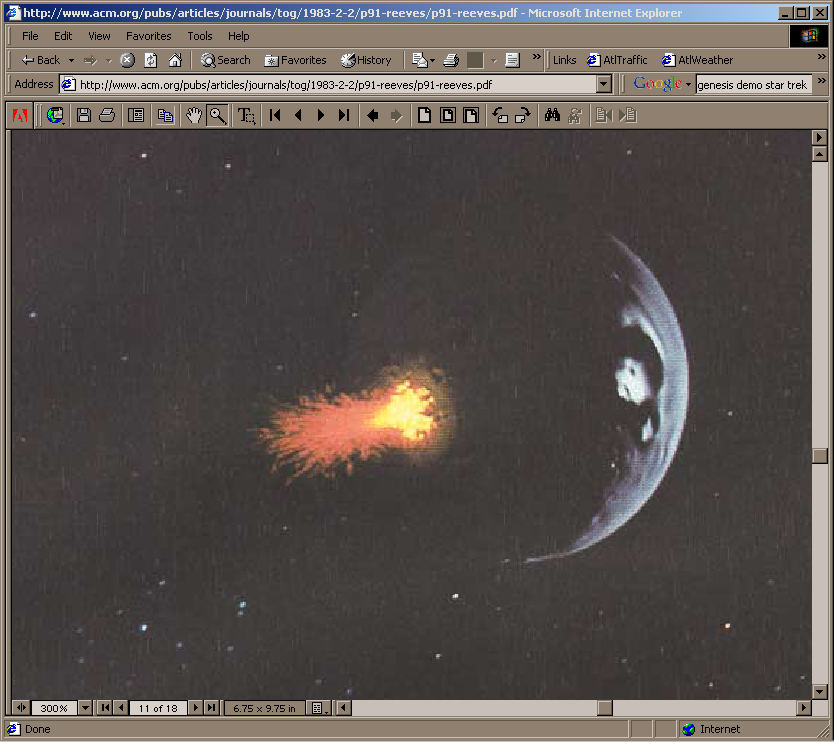 http://www.acm.org/pubs/articles/journals/tog/1983-2-2/p91-reeves/p91-reeves.pdf - Microsoft Internet Explorer
File Edit View Favorites Tools Help
Back Search Favorites History » Links AtlTraffic AtlWeather »
Address http://www.acm.org/pubs/articles/journals/tog/1983-2-2/p91-reeves/p91-reeves.pdf Google genesis demo star trek »
300% 11 of 18 6.75 x 9.75 in
Done Internet